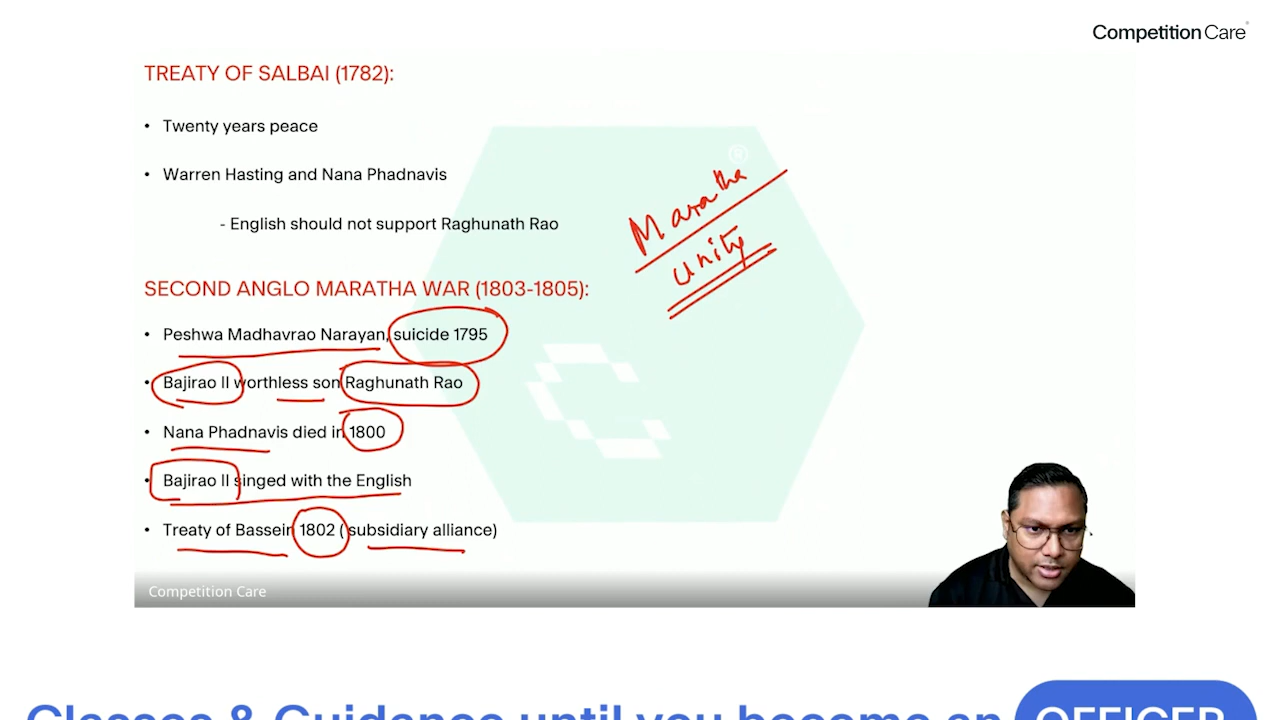 CompetitionCare
TREATY OF SALBAI (1782):
• Twenty years peace
• Warren Hasting and Nana Phadnavis
- English should not support Raghunath Rao
Maratha
unity
SECOND ANGLO MARATHA WAR (1803-1805):
• Peshwa Madhavrao Narayan, suicide 1795
• Bajirao II worthless son Raghunath Rao
• Nana Phadnavis died in 1800
• Bajirao II singed with the English
• Treaty of Bassein 1802 ( subsidiary alliance)
Competition Care
Classes & Guidance until you become an OFFICER